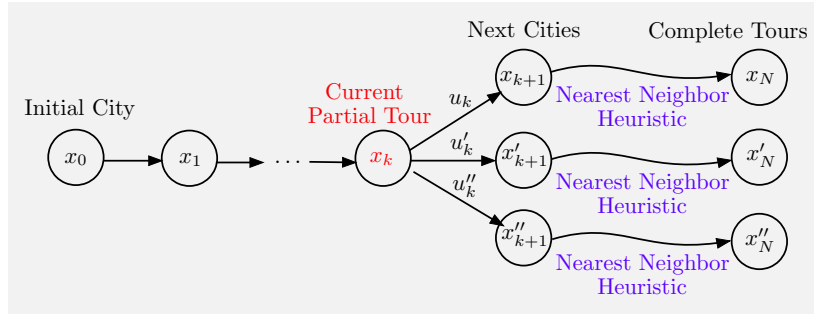 Next Cities
Complete Tours
Initial City
Current
Partial Tour
x_0
x_1
...
x_k
u_k
u'_k
u''_k
x_{k+1}
Nearest Neighbor
Heuristic
x_N
x'_{k+1}
Nearest Neighbor
Heuristic
x'_N
x''_{k+1}
Nearest Neighbor
Heuristic
x''_N